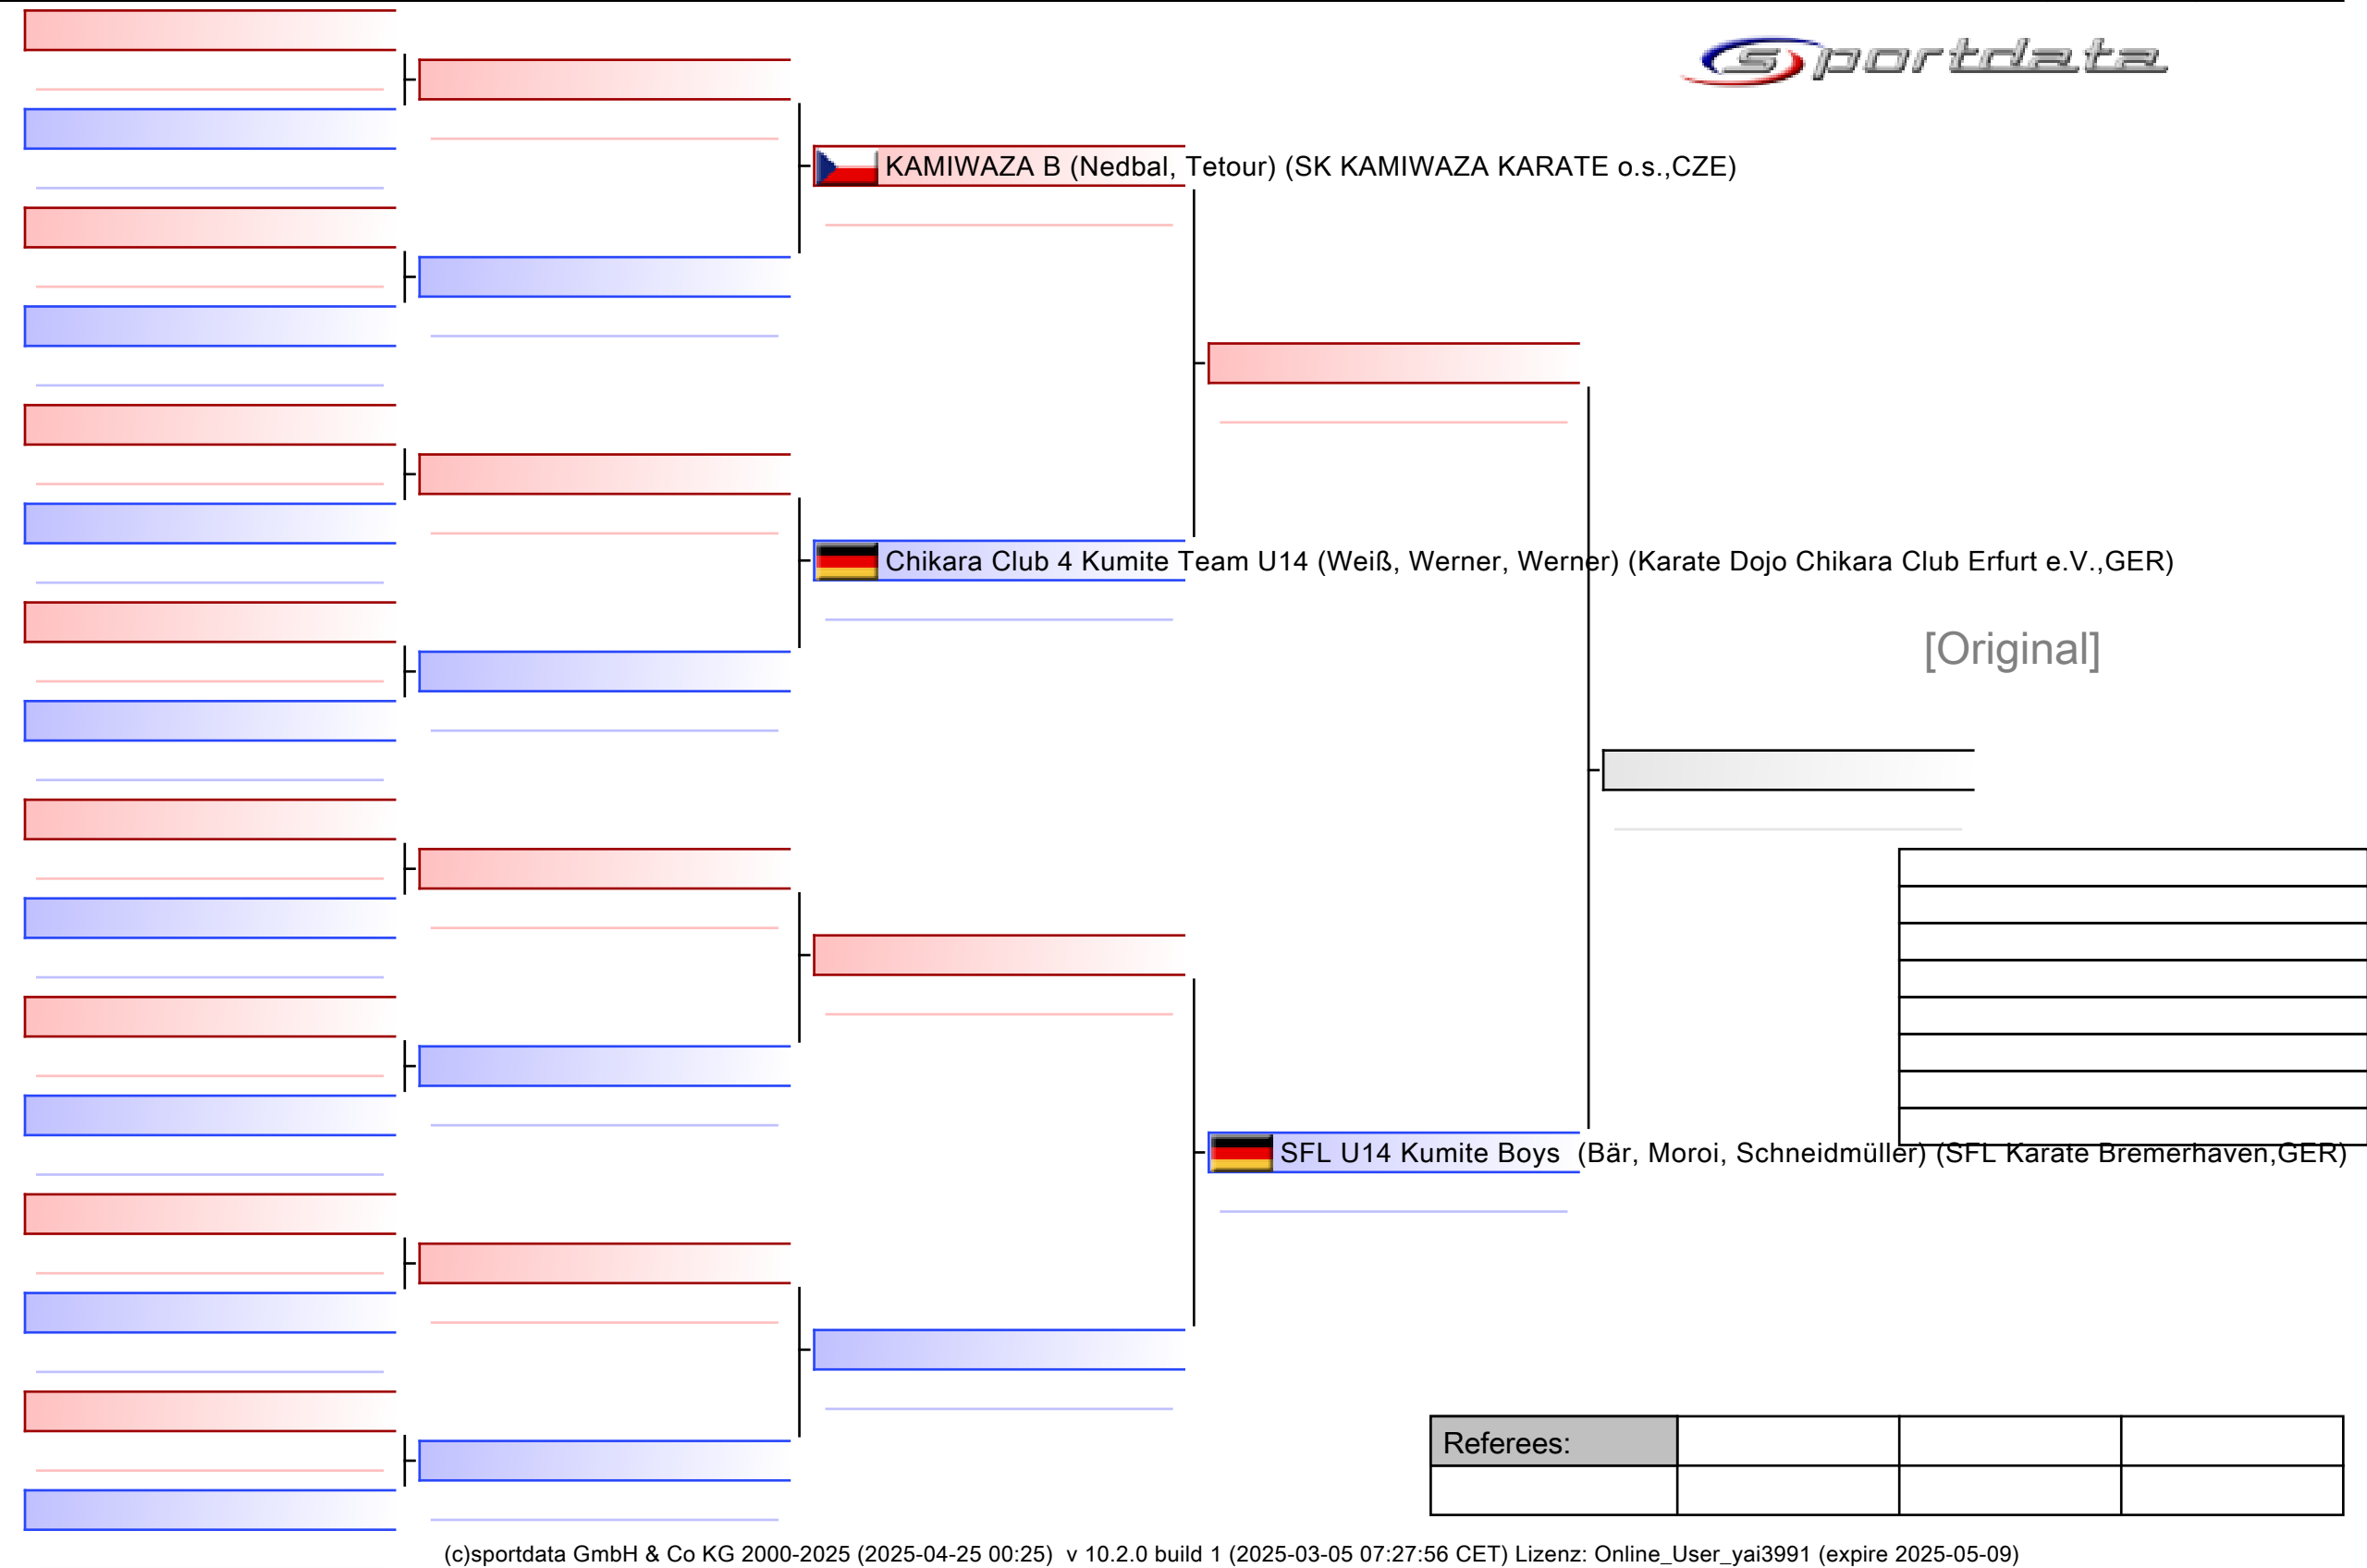 sportdata
KAMIWAZA B (Nedbal, Tetour) (SK KAMIWAZA KARATE o.s.,CZE)
Chikara Club 4 Kumite Team U14 (Weiß, Werner, Werner) (Karate Dojo Chikara Club Erfurt e.V.,GER)
[Original]
SFL U14 Kumite Boys  (Bär, Moroi, Schneidmüller) (SFL Karate Bremerhaven,GER)
Referees:
(c)sportdata GmbH & Co KG 2000-2025 (2025-04-25 00:25)  v 10.2.0 build 1 (2025-03-05 07:27:56 CET) Lizenz: Online_User_yai3991 (expire 2025-05-09)